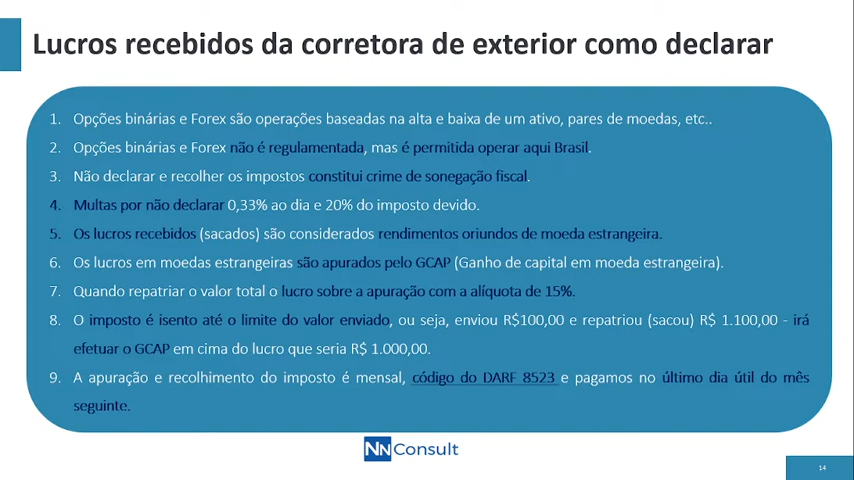 Lucros recebidos da corretora de exterior como declarar
1. Opções binárias e Forex são operações baseadas na alta e baixa de um ativo, pares de moedas, etc..
2. Opções binárias e Forex não é regulamentada, mas é permitida operar aqui Brasil.
3. Não declarar e recolher os impostos constitui crime de sonegação fiscal.
4. Multas por não declarar 0,33% ao dia e 20% do imposto devido.
5. Os lucros recebidos (sacados) são considerados rendimentos oriundos de moeda estrangeira.
6. Os lucros em moedas estrangeiras são apurados pelo GCAP (Ganho de capital em moeda estrangeira).
7. Quando repatriar o valor total o lucro sobre a apuração com a alíquota de 15%.
8. O imposto é isento até o limite do valor enviado, ou seja, enviou R$100,00 e repatriou (sacou) R$ 1.100,00 - irá
efetuar o GCAP em cima do lucro que seria R$ 1.000,00.
9. A apuração e recolhimento do imposto é mensal, código do DARF 8523 e pagamos no último dia útil do mês
seguinte.
NN Consult
14